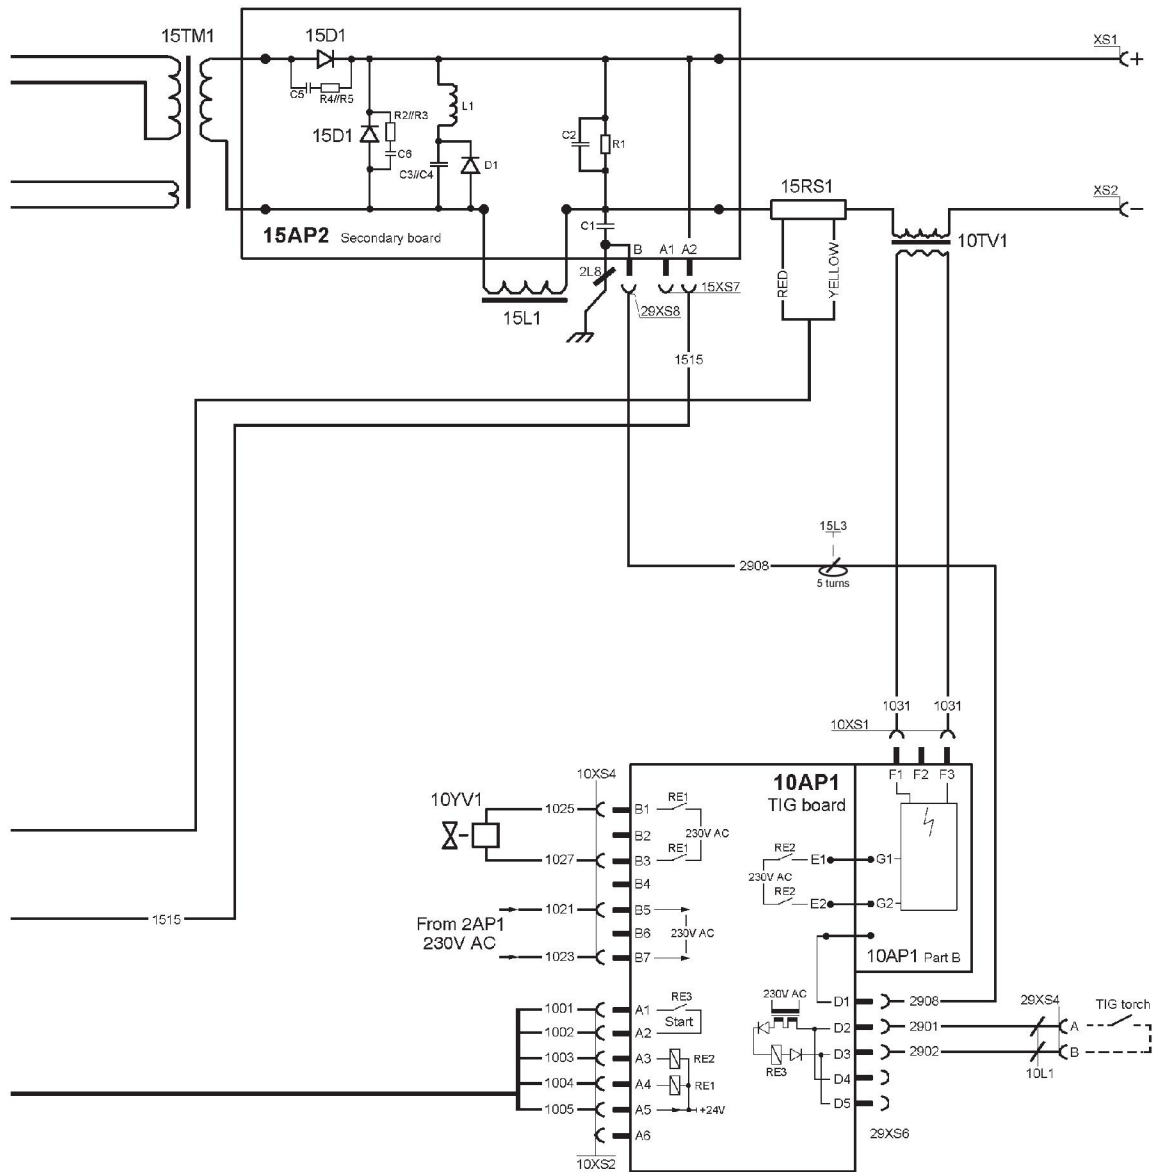 15TM1
15D1
XS1
+
C5
R4//R5
L1
R2//R3
15D1
C6
C2
R1
D1
C3//C4
15RS1
XS2
−
C1
15AP2 Secondary board
B A1 A2
10TV1
2L8
RED
YELLOW
15XS7
29XS8
15L1
1515
15L3
2908
5 turns
1031
1031
10XS1
F1 F2 F3
10XS4
10AP1
TIG board
10YV1
1025
B1
RE1
B2
230V AC
RE1
1027
B3
RE2
E1
G1
230V AC
B4
RE2
E2
G2
1021
B5
From 2AP1
230V AC
B6
230V AC
1023
B7
10AP1 Part B
1515
230V AC
D1
2908
29XS4
TIG torch
1001
A1
RE3
Start
1002
A2
D2
2901
A
1003
A3
RE2
D3
2902
B
RE3
10L1
1004
A4
RE1
D4
1005
A5
+24V
D5
A6
29XS6
10XS2